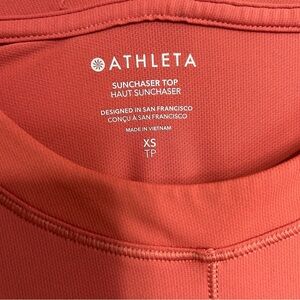 ATHLETA
SUNCHASER TOP
HAUT SUNCHASER
DESIGNED IN SAN FRANCISCO
CONÇU À SAN FRANCISCO
MADE IN VIETNAM
XS
TP